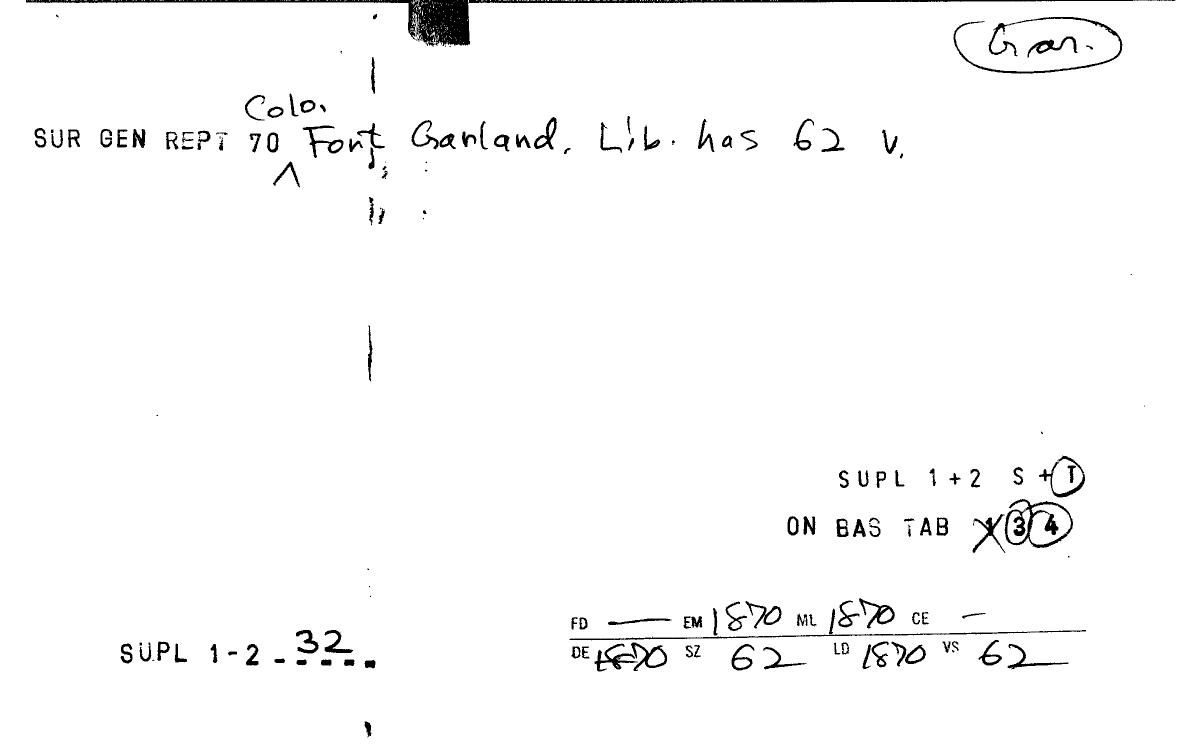 Gar.
Colo.
SUR GEN REPT 70 ^ Fort Garland. Lib. has 62 v.
SUPL 1+2 S+T
ON BAS TAB 1 3 4
FD — EM 1870 ML 1870 CE —
DE 1870 SZ 62 LD 1870 VS 62
SUPL 1-2 - 32